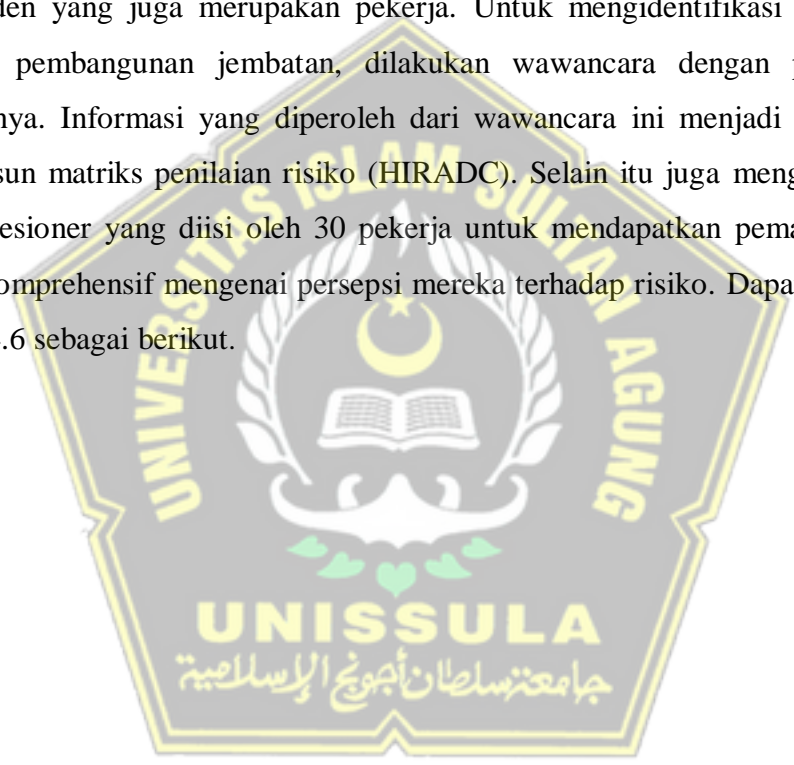 den yang juga merupakan pekerja. Untuk mengidentifikasi
pembangunan jembatan, dilakukan wawancara dengan p
nya. Informasi yang diperoleh dari wawancara ini menjadi
sun matriks penilaian risiko (HIRADC). Selain itu juga meng
esioner yang diisi oleh 30 pekerja untuk mendapatkan pema
omprehensif mengenai persepsi mereka terhadap risiko. Dapa
.6 sebagai berikut.
UNIVERSITAS ISLAM SULTAN AGUNG
UNISSULA
جامعة سلطان أجونج الإسلامية